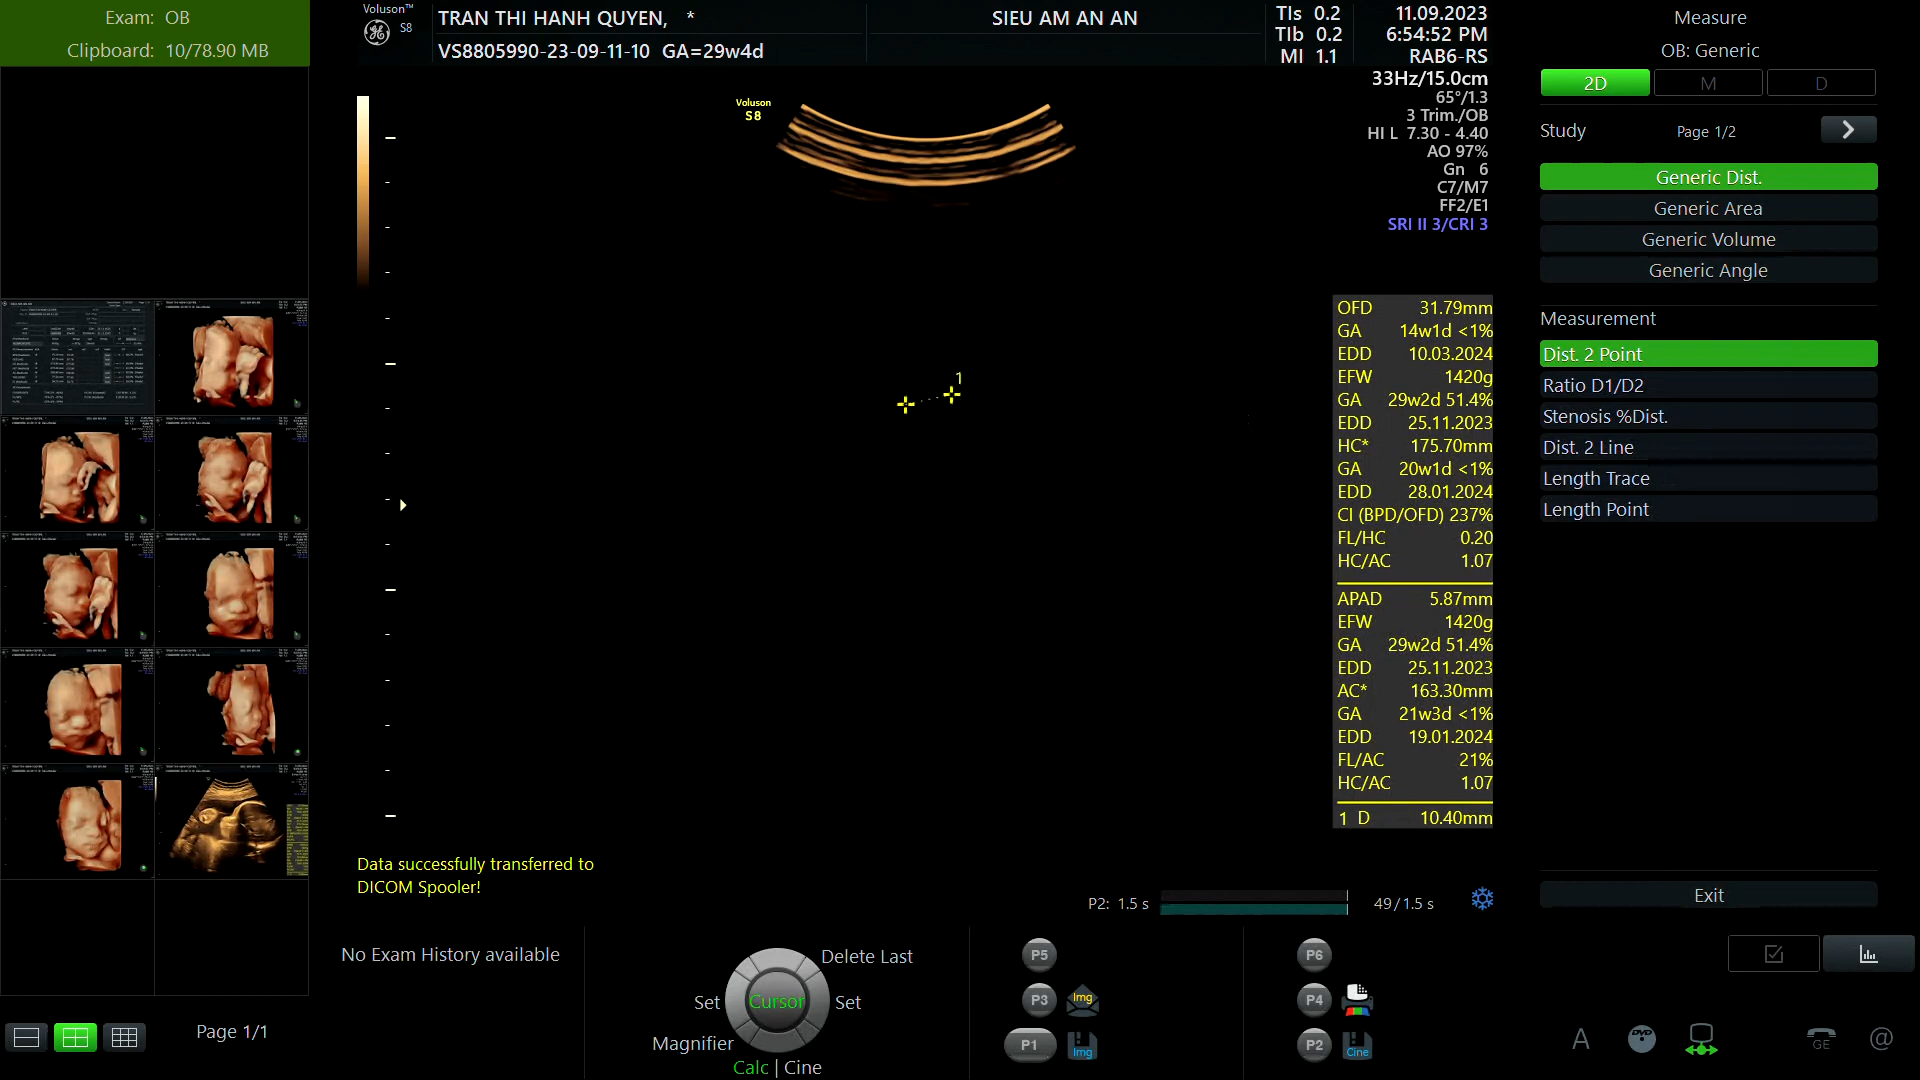 Exam: OB
Clipboard: 10/78.90 MB
Voluson™
S8
TRAN THI HANH QUYEN, *
SIEU AM AN AN
VS8805990-23-09-11-10 GA=29w4d
TIs 0.2
TIb 0.2
MI 1.1
11.09.2023
6:54:52 PM
RAB6-RS
33Hz/15.0cm
65°/1.3
3 Trim./OB
HI L 7.30 - 4.40
AO 97%
Gn 6
C7/M7
FF2/E1
SRI II 3/CRI 3
Voluson
S8
1
OFD 31.79mm
GA 14w1d <1%
EDD 10.03.2024
EFW 1420g
GA 29w2d 51.4%
EDD 25.11.2023
HC* 175.70mm
GA 20w1d <1%
EDD 28.01.2024
CI (BPD/OFD) 237%
FL/HC 0.20
HC/AC 1.07
APAD 5.87mm
EFW 1420g
GA 29w2d 51.4%
EDD 25.11.2023
AC* 163.30mm
GA 21w3d <1%
EDD 19.01.2024
FL/AC 21%
HC/AC 1.07
1 D 10.40mm
Measure
OB: Generic
2D M D
Study Page 1/2
Generic Dist.
Generic Area
Generic Volume
Generic Angle
Measurement
Dist. 2 Point
Ratio D1/D2
Stenosis %Dist.
Dist. 2 Line
Length Trace
Length Point
Exit
Data successfully transferred to
DICOM Spooler!
P2: 1.5 s
49/1.5 s
No Exam History available
Delete Last
Set Cursor Set
Magnifier
Calc | Cine
P5
P3 Img
P1 Img
P6
P4
P2 Cine
Page 1/1
A DVD GE @